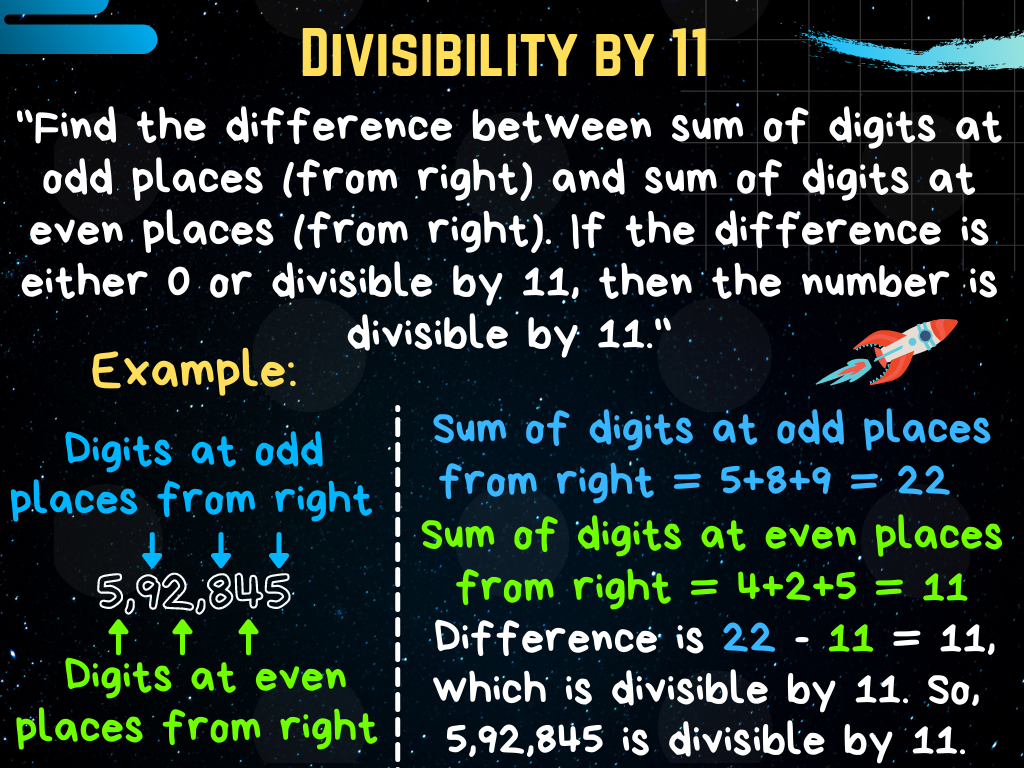 Divisibility by 11
"Find the difference between sum of digits at
odd places (from right) and sum of digits at
even places (from right). If the difference is
either 0 or divisible by 11, then the number is
divisible by 11."
Example:
Digits at odd
places from right
5,92,845
Digits at even
places from right
Sum of digits at odd places
from right = 5+8+9 = 22
Sum of digits at even places
from right = 4+2+5 = 11
Difference is 22 - 11 = 11,
which is divisible by 11. So,
5,92,845 is divisible by 11.